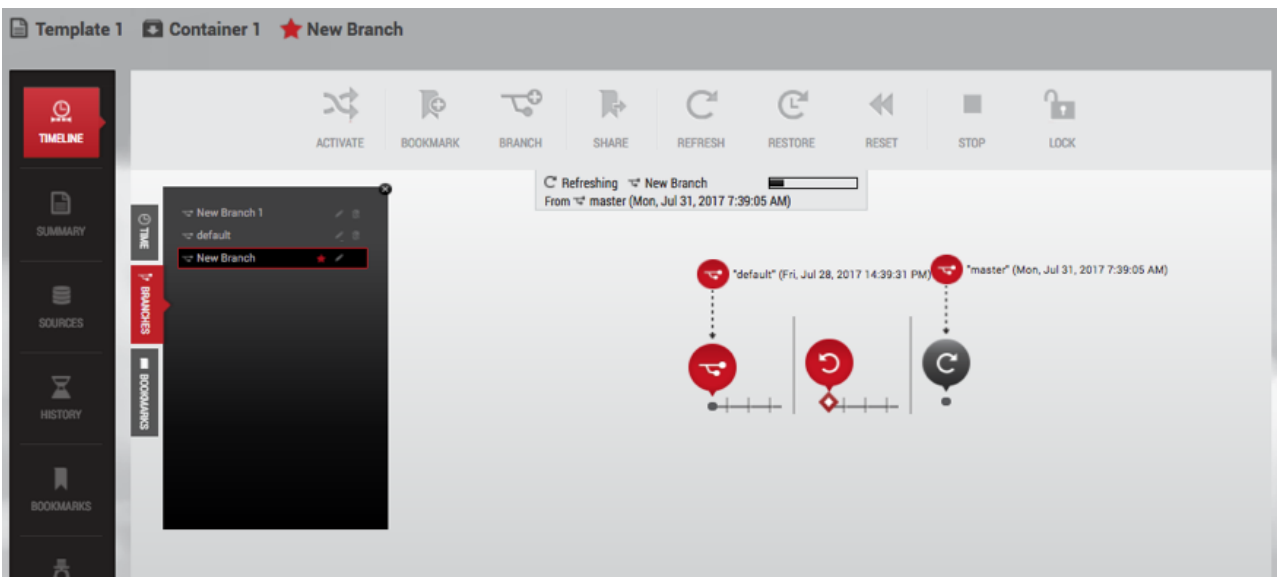 Template 1 Container 1 New Branch
TIMELINE
SUMMARY
SOURCES
HISTORY
BOOKMARKS
ACTIVATE BOOKMARK BRANCH SHARE REFRESH RESTORE RESET STOP LOCK
Refreshing New Branch
From master (Mon, Jul 31, 2017 7:39:05 AM)
TIME
BRANCHES
BOOKMARKS
New Branch 1
default
New Branch
"default" (Fri, Jul 28, 2017 14:39:31 PM)
"master" (Mon, Jul 31, 2017 7:39:05 AM)